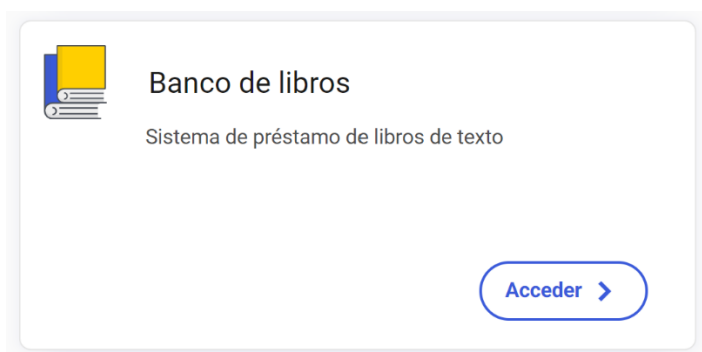 Banco de libros
Sistema de préstamo de libros de texto
Acceder